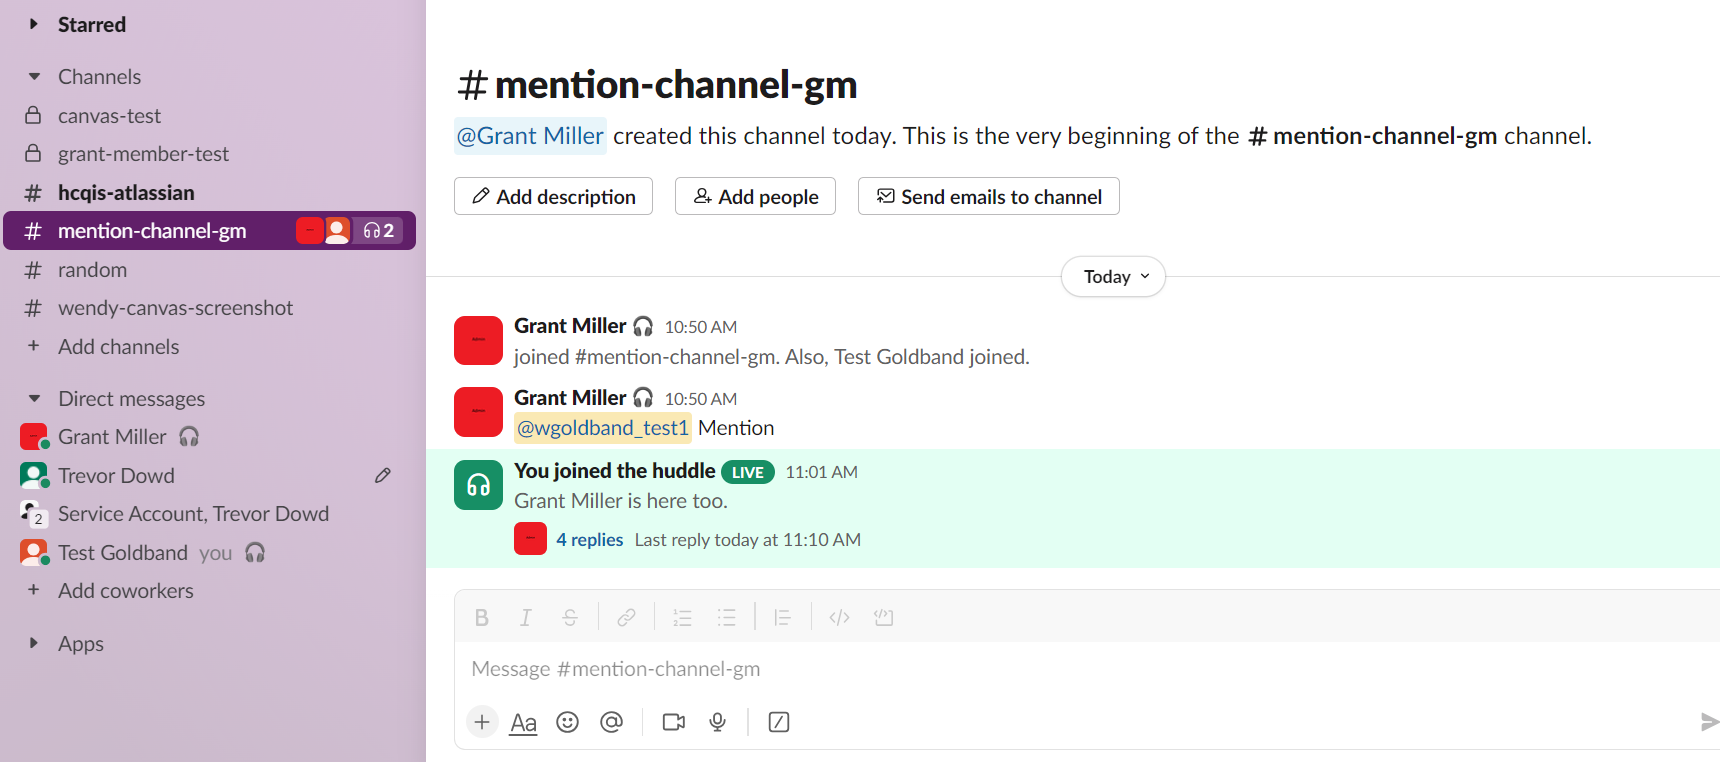 Starred
Channels
canvas-test
grant-member-test
# hcqis-atlassian
# mention-channel-gm 2
# random
# wendy-canvas-screenshot
+ Add channels
Direct messages
Grant Miller
Trevor Dowd
2 Service Account, Trevor Dowd
Test Goldband you
+ Add coworkers
Apps
# mention-channel-gm
@Grant Miller created this channel today. This is the very beginning of the # mention-channel-gm channel.
Add description Add people Send emails to channel
Today
Grant Miller 10:50 AM
joined #mention-channel-gm. Also, Test Goldband joined.
Grant Miller 10:50 AM
@wgoldband_test1 Mention
You joined the huddle LIVE 11:01 AM
Grant Miller is here too.
4 replies Last reply today at 11:10 AM
B I S
Message #mention-channel-gm
+ Aa @